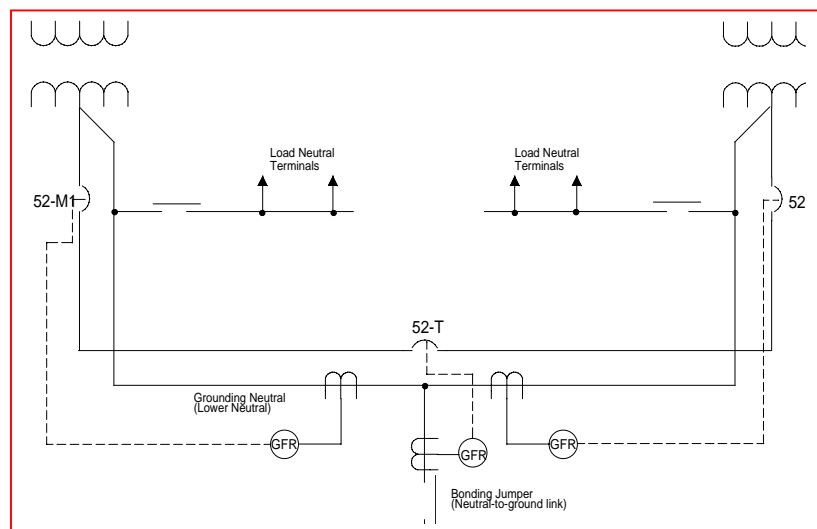 Load Neutral
Terminals
Load Neutral
Terminals
52-M1
52
52-T
Grounding Neutral
(Lower Neutral)
GFR
GFR
GFR
Bonding Jumper
(Neutral-to-ground link)